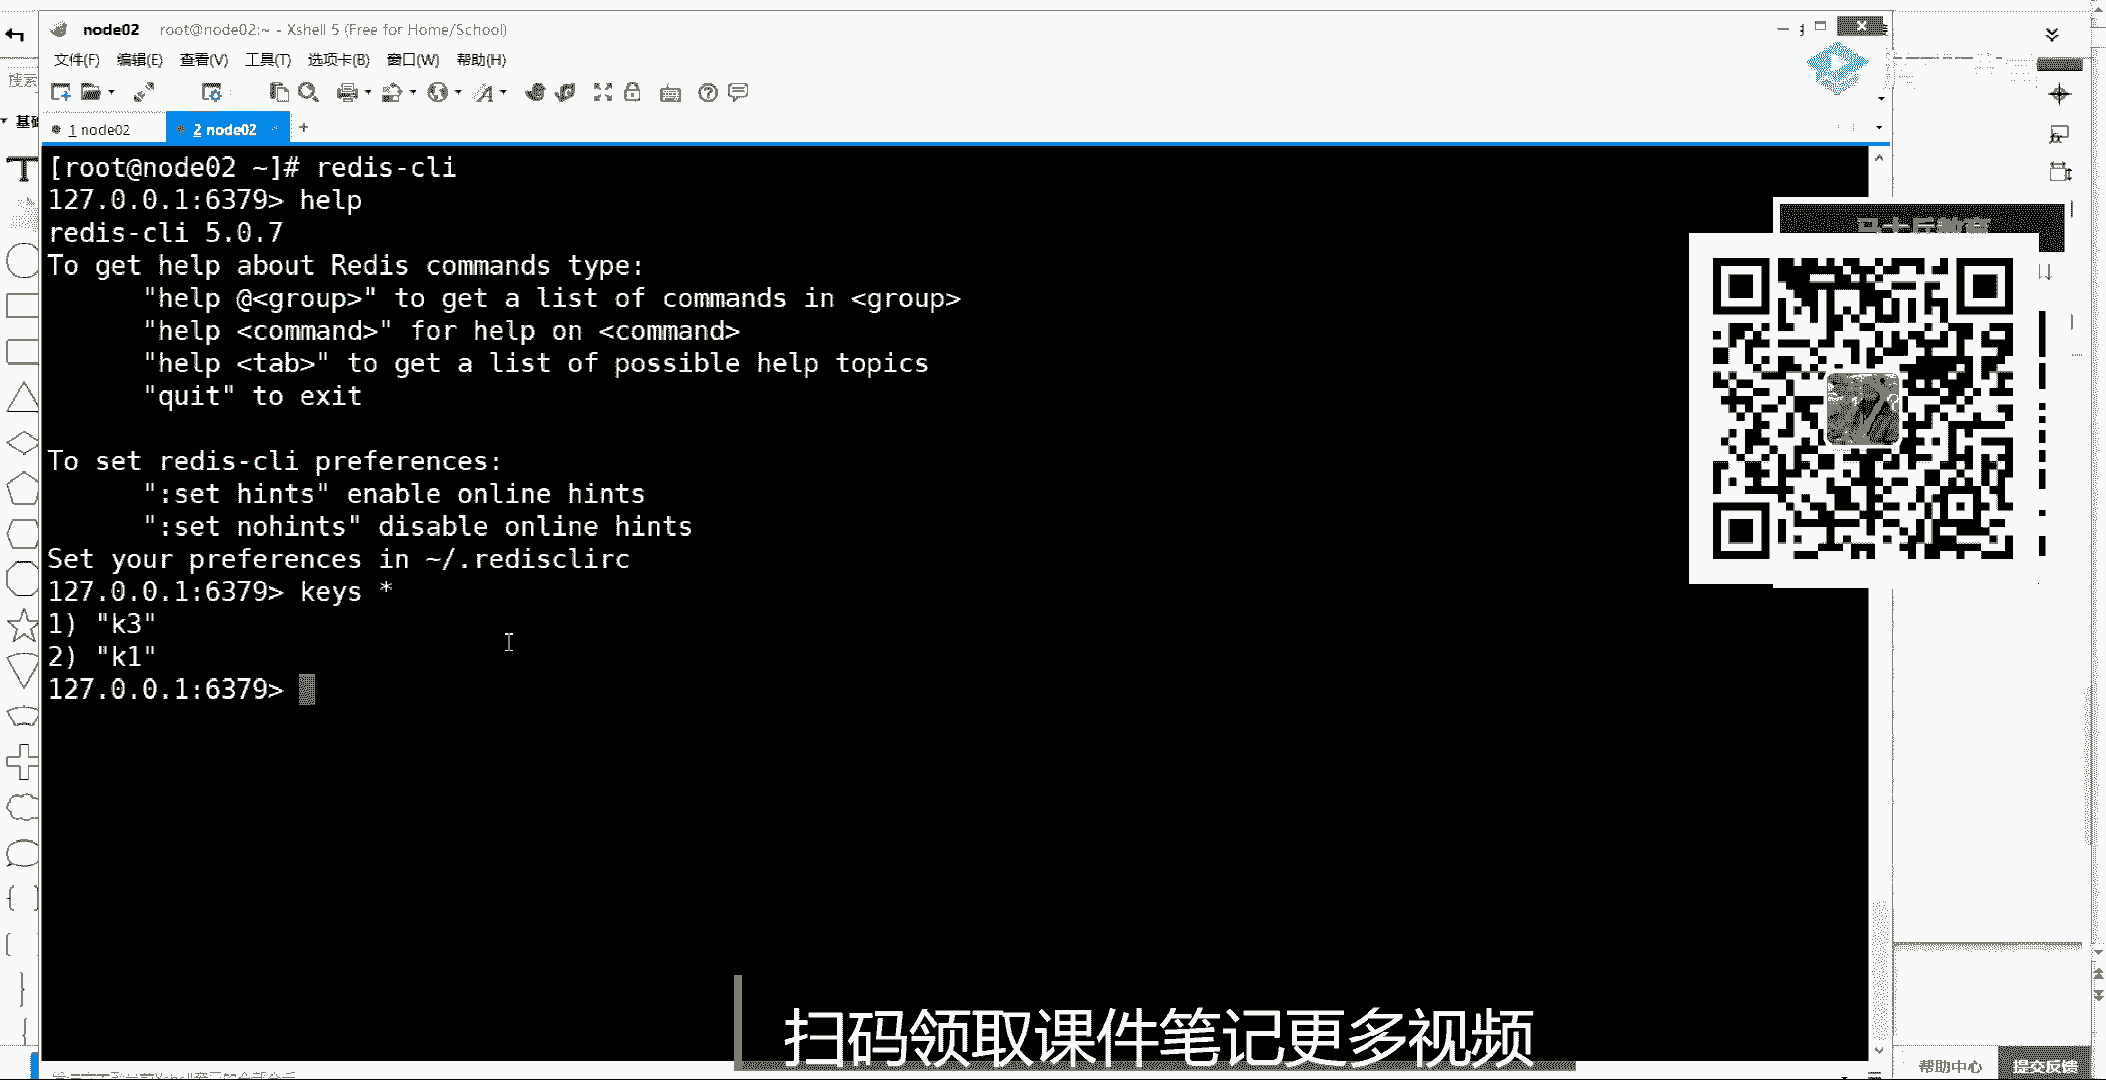 node02 root@node02:~ - Xshell 5 (Free for Home/School)
文件(F) 编辑(E) 查看(V) 工具(T) 选项卡(B) 窗口(W) 帮助(H)
搜索
基础
1 node02
2 node02
[root@node02 ~]# redis-cli
127.0.0.1:6379> help
redis-cli 5.0.7
To get help about Redis commands type:
"help @<group>" to get a list of commands in <group>
"help <command>" for help on <command>
"help <tab>" to get a list of possible help topics
"quit" to exit
To set redis-cli preferences:
":set hints" enable online hints
":set nohints" disable online hints
Set your preferences in ~/.redisclirc
127.0.0.1:6379> keys *
1) "k3"
2) "k1"
127.0.0.1:6379>
扫码领取课件笔记更多视频
帮助中心 提交反馈